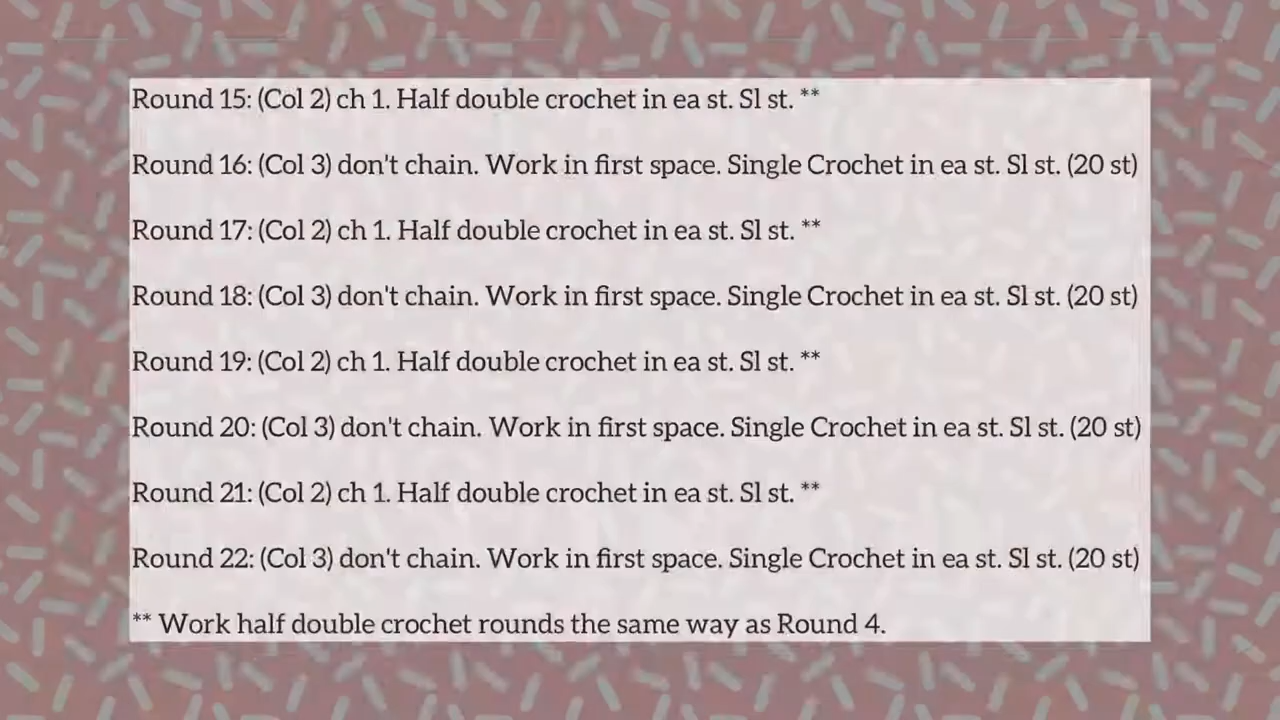 Round 15: (Col 2) ch 1. Half double crochet in ea st. Sl st. **
Round 16: (Col 3) don't chain. Work in first space. Single Crochet in ea st. Sl st. (20 st)
Round 17: (Col 2) ch 1. Half double crochet in ea st. Sl st. **
Round 18: (Col 3) don't chain. Work in first space. Single Crochet in ea st. Sl st. (20 st)
Round 19: (Col 2) ch 1. Half double crochet in ea st. Sl st. **
Round 20: (Col 3) don't chain. Work in first space. Single Crochet in ea st. Sl st. (20 st)
Round 21: (Col 2) ch 1. Half double crochet in ea st. Sl st. **
Round 22: (Col 3) don't chain. Work in first space. Single Crochet in ea st. Sl st. (20 st)
** Work half double crochet rounds the same way as Round 4.